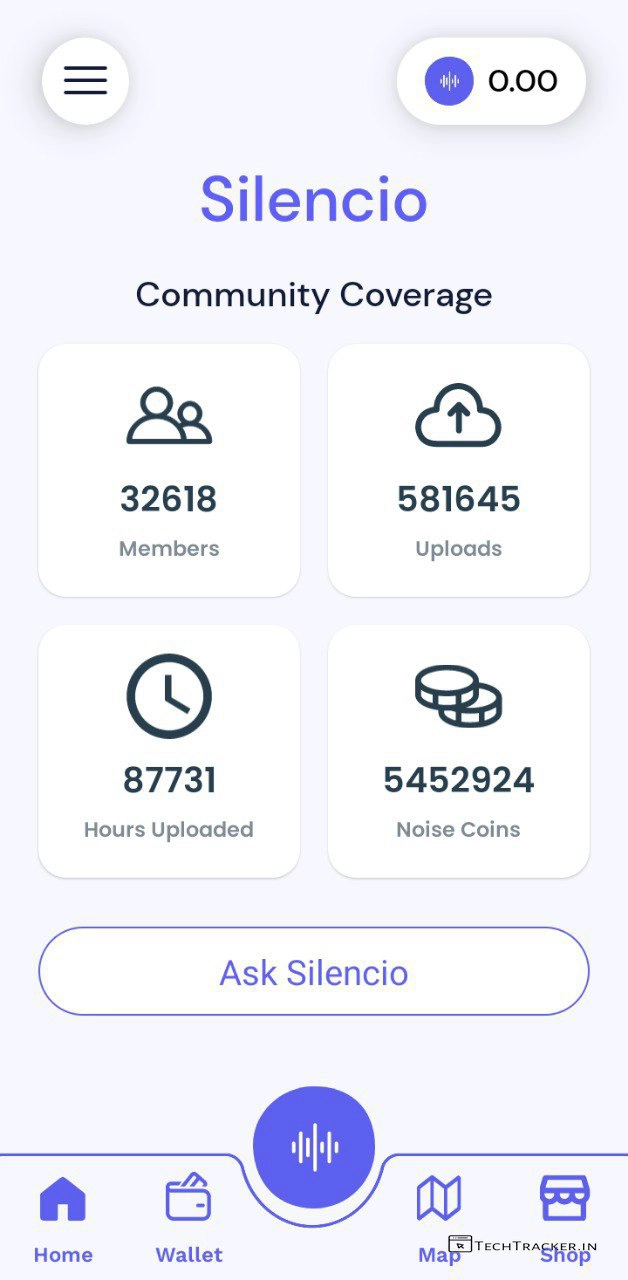 0.00
Silencio
Community Coverage
32618
Members
581645
Uploads
87731
Hours Uploaded
5452924
Noise Coins
Ask Silencio
Home
Wallet
Map
Shop
TechTracker.in